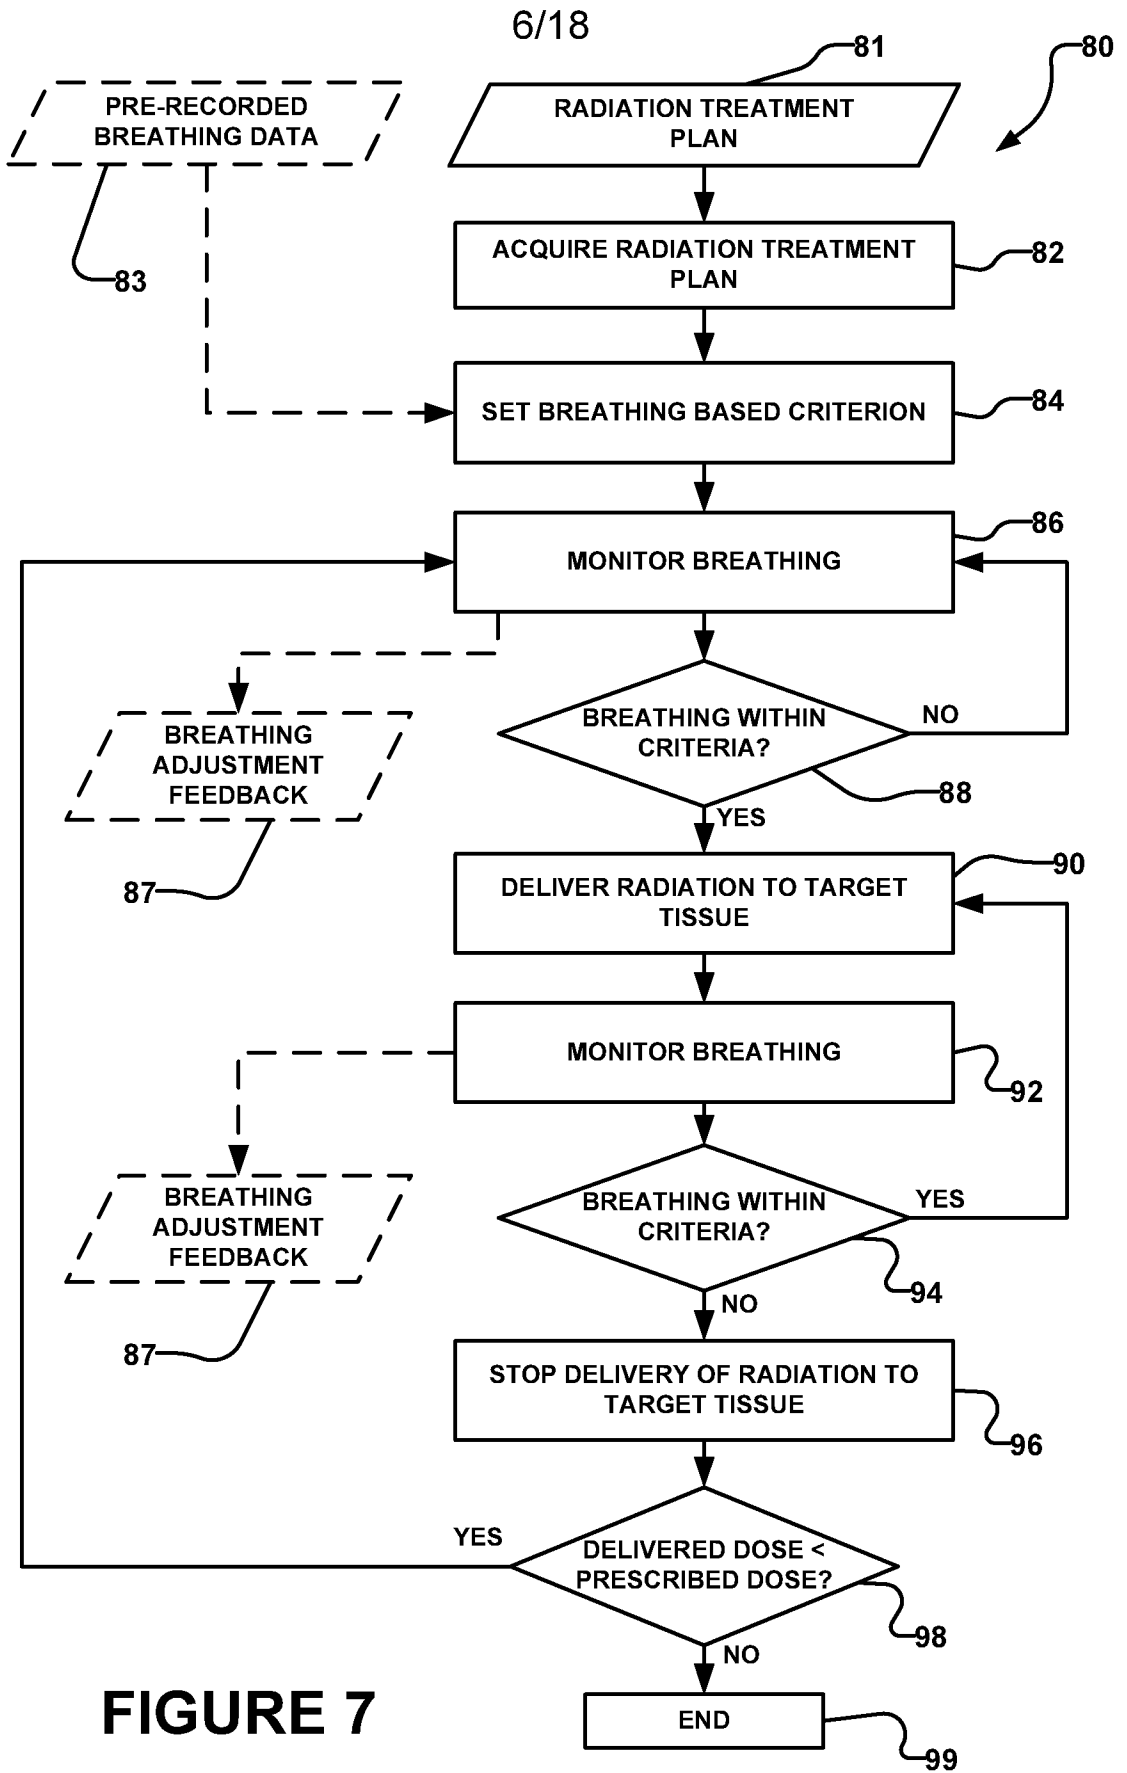 6/18
81
80
PRE-RECORDED
BREATHING DATA
RADIATION TREATMENT
PLAN
83
ACQUIRE RADIATION TREATMENT
PLAN
82
SET BREATHING BASED CRITERION
84
86
MONITOR BREATHING
BREATHING WITHIN
CRITERIA?
NO
88
YES
BREATHING
ADJUSTMENT
FEEDBACK
87
90
DELIVER RADIATION TO TARGET
TISSUE
MONITOR BREATHING
92
BREATHING WITHIN
CRITERIA?
YES
94
NO
BREATHING
ADJUSTMENT
FEEDBACK
87
STOP DELIVERY OF RADIATION TO
TARGET TISSUE
96
YES
DELIVERED DOSE <
PRESCRIBED DOSE?
98
NO
END
99
FIGURE 7